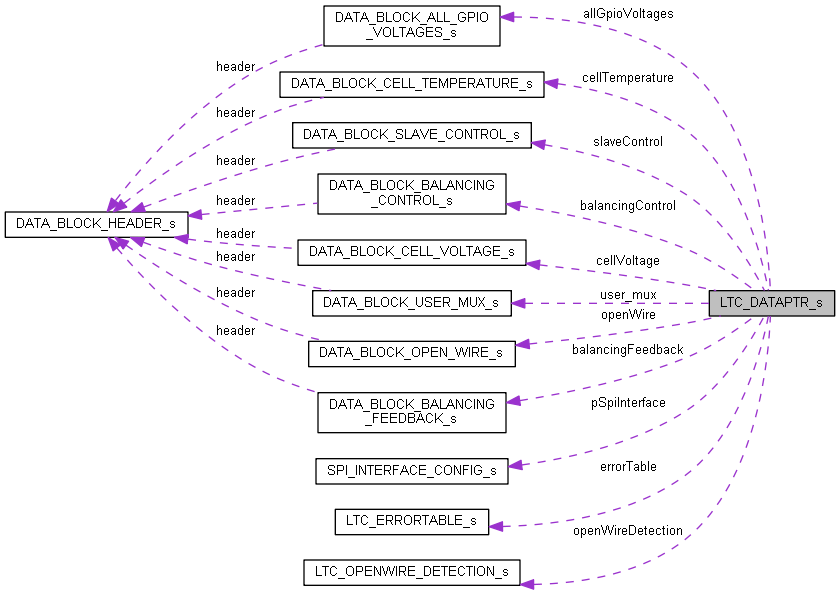 DATA_BLOCK_ALL_GPIO
_VOLTAGES_s
allGpioVoltages
header
DATA_BLOCK_CELL_TEMPERATURE_s
cellTemperature
header
DATA_BLOCK_SLAVE_CONTROL_s
slaveControl
header
DATA_BLOCK_BALANCING
_CONTROL_s
balancingControl
header
DATA_BLOCK_HEADER_s
header
DATA_BLOCK_CELL_VOLTAGE_s
cellVoltage
header
DATA_BLOCK_USER_MUX_s
user_mux
LTC_DATAPTR_s
header
openWire
DATA_BLOCK_OPEN_WIRE_s
header
balancingFeedback
DATA_BLOCK_BALANCING
_FEEDBACK_s
pSpiInterface
SPI_INTERFACE_CONFIG_s
errorTable
LTC_ERRORTABLE_s
openWireDetection
LTC_OPENWIRE_DETECTION_s